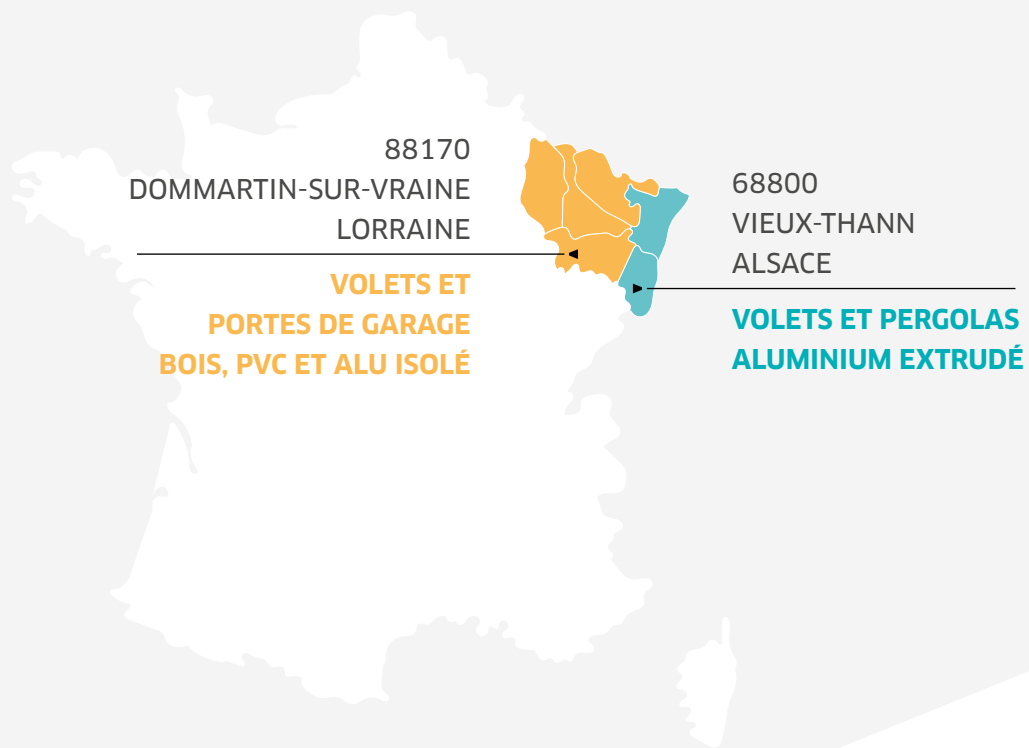 88170
DOMMARTIN-SUR-VRAINE
LORRAINE
VOLETS ET
PORTES DE GARAGE
BOIS, PVC ET ALU ISOLÉ
68800
VIEUX-THANN
ALSACE
VOLETS ET PERGOLAS
ALUMINIUM EXTRUDÉ